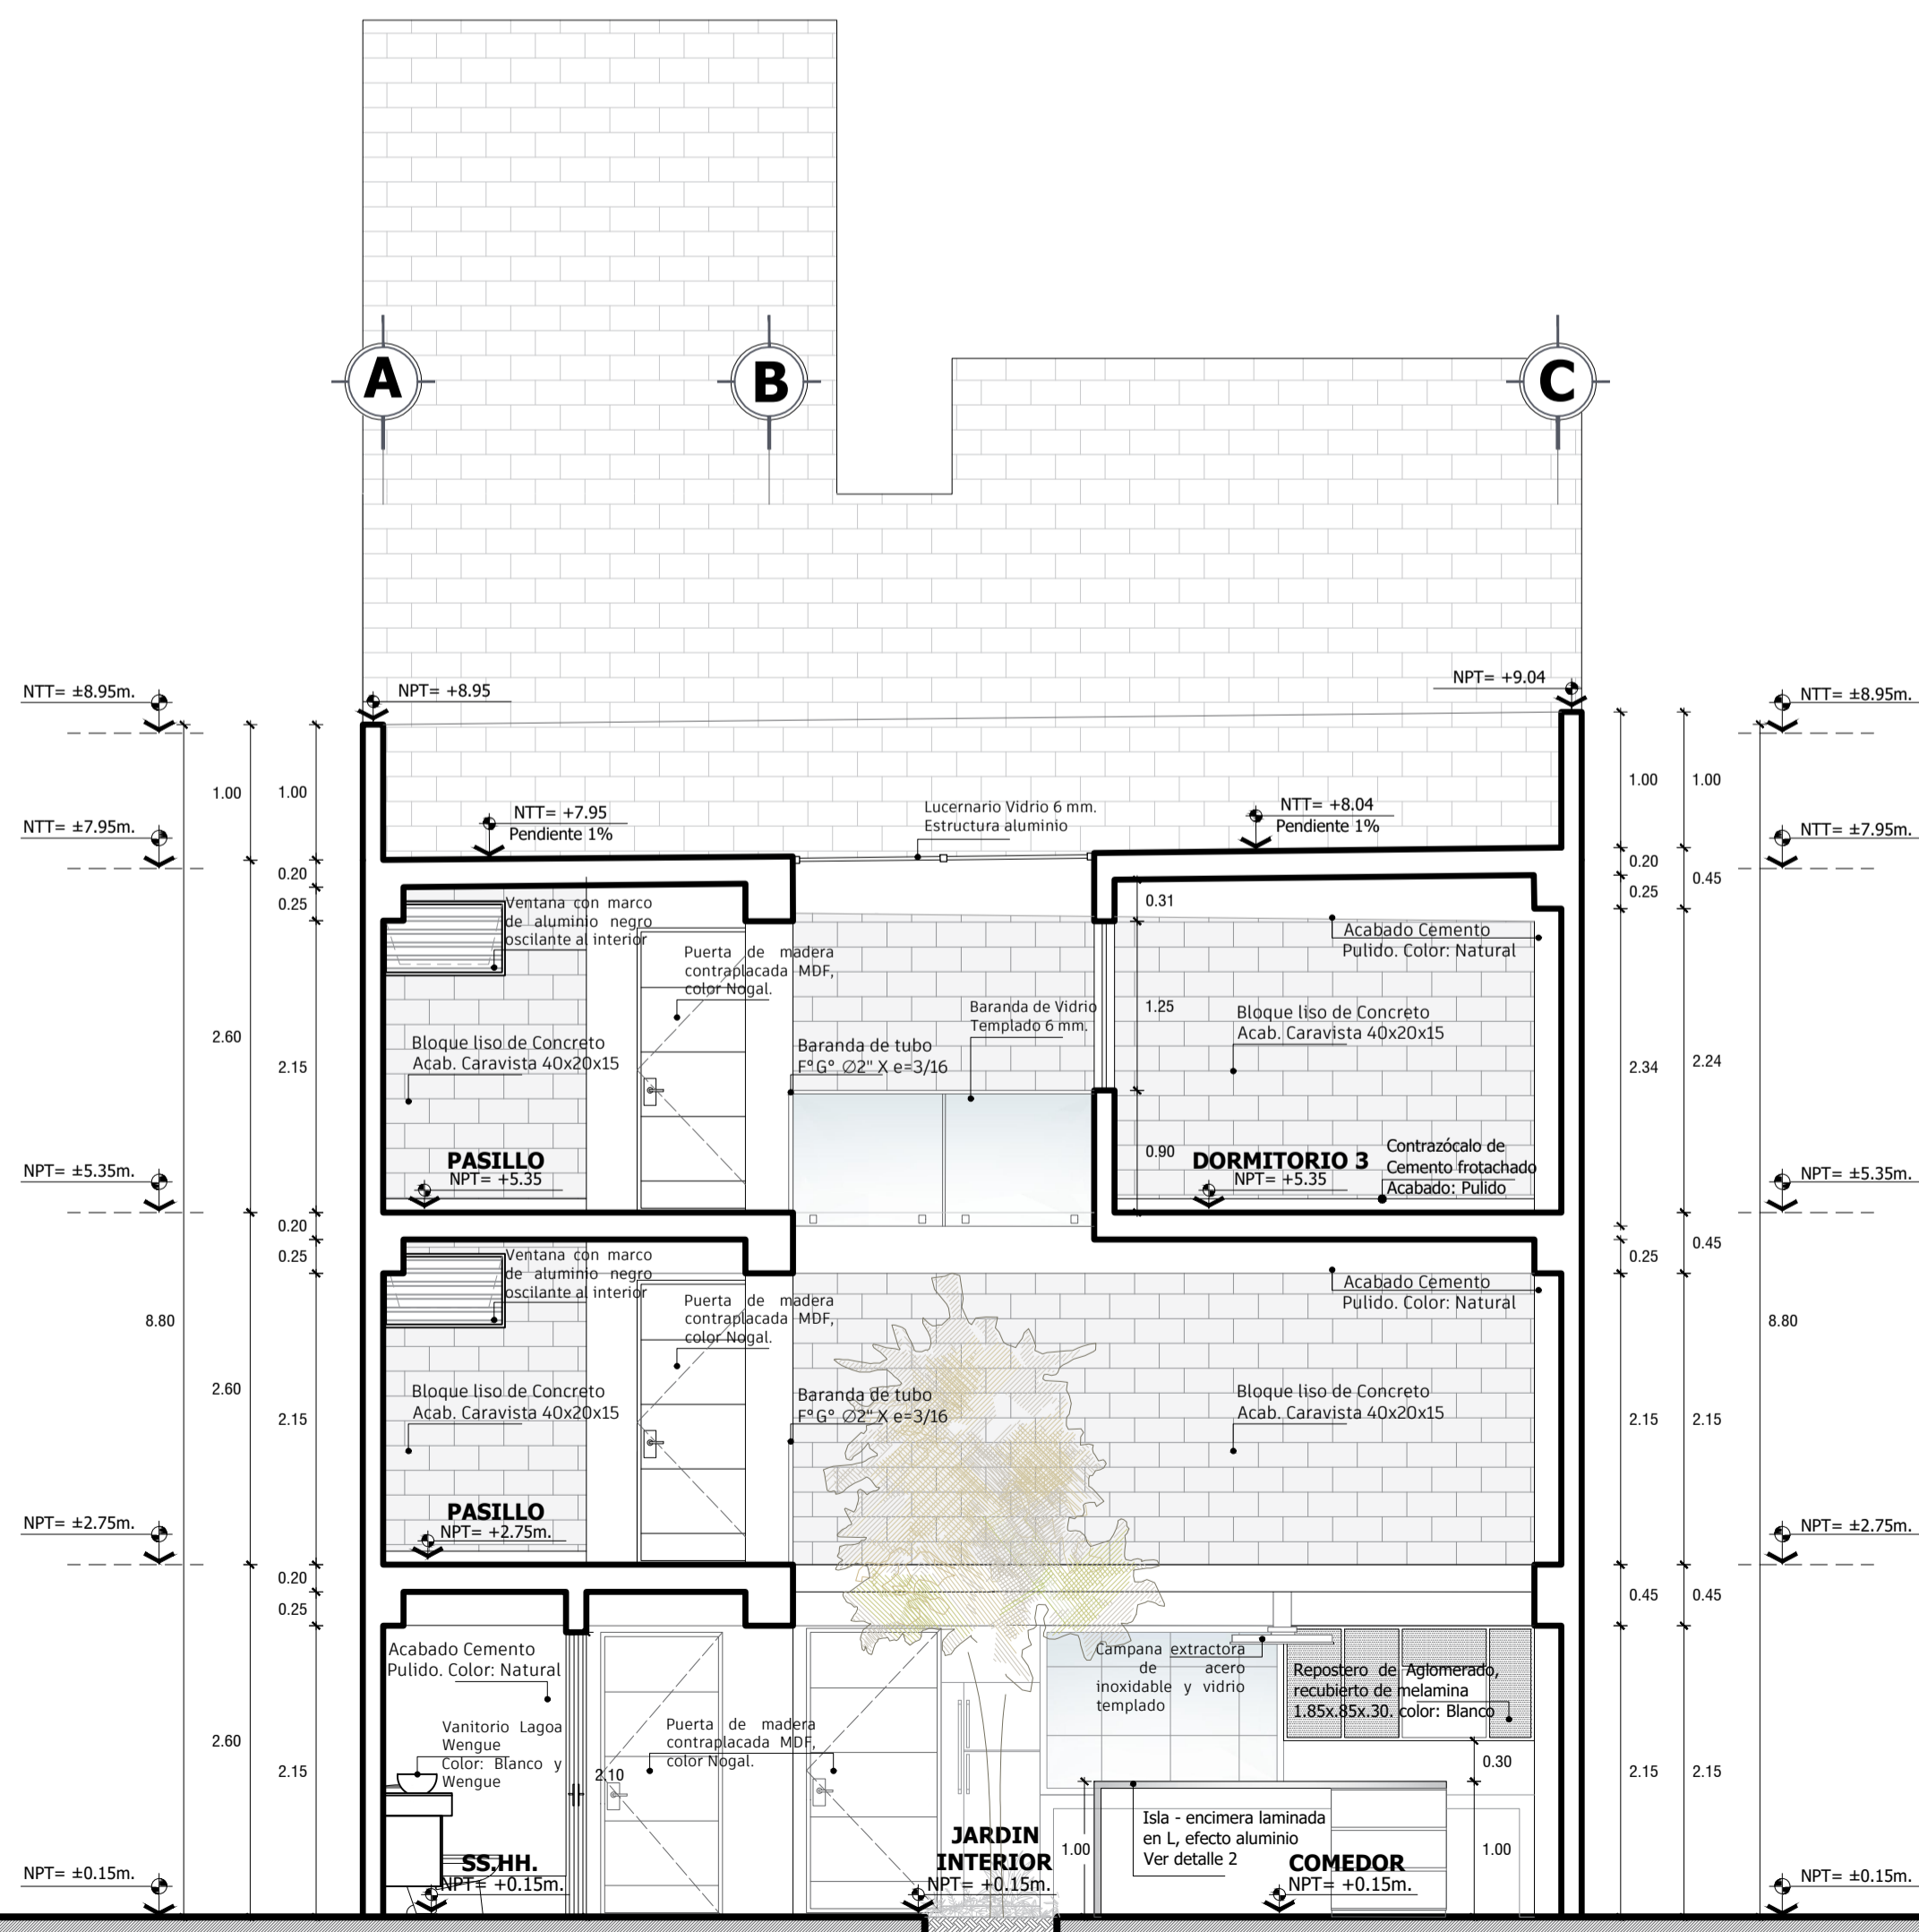 A
B
C
NTT= ±8.95m.
NPT= +8.95
NPT= +9.04
NTT= ±8.95m.
1.00
1.00
1.00
1.00
NTT= ±7.95m.
NTT= +7.95
Pendiente 1%
Lucernario Vidrio 6 mm.
Estructura aluminio
NTT= +8.04
Pendiente 1%
NTT= ±7.95m.
0.20
0.25
0.20
0.25
0.45
0.31
Ventana con marco
de aluminio negro
oscilante al interior
Puerta de madera
contraplacada MDF,
color Nogal.
Acabado Cemento
Pulido. Color: Natural
Baranda de Vidrio
Templado 6 mm.
1.25
Bloque liso de Concreto
Acab. Caravista 40x20x15
2.60
2.15
Bloque liso de Concreto
Acab. Caravista 40x20x15
Baranda de tubo
F°G° ∅2" X e=3/16
2.34
2.24
NPT= ±5.35m.
PASILLO
NPT= +5.35
0.90
DORMITORIO 3
NPT= +5.35
Contrazócalo de
Cemento frotachado
Acabado: Pulido
NPT= ±5.35m.
0.20
0.25
0.25
0.45
Ventana con marco
de aluminio negro
oscilante al interior
Puerta de madera
contraplacada MDF,
color Nogal.
Acabado Cemento
Pulido. Color: Natural
8.80
8.80
2.60
2.15
Bloque liso de Concreto
Acab. Caravista 40x20x15
Baranda de tubo
F°G° ∅2" X e=3/16
Bloque liso de Concreto
Acab. Caravista 40x20x15
2.15
2.15
NPT= ±2.75m.
PASILLO
NPT= +2.75m.
NPT= ±2.75m.
0.20
0.25
0.45
0.45
Acabado Cemento
Pulido. Color: Natural
Campana extractora
de acero
inoxidable y vidrio
templado
Repostero de Aglomerado,
recubierto de melamina
1.85x.85x.30. color: Blanco
Vanitorio Lagoa
Wengue
Color: Blanco y
Wengue
Puerta de madera
contraplacada MDF,
color Nogal.
2.60
2.15
2.10
0.30
2.15
2.15
Isla - encimera laminada
en L, efecto aluminio
Ver detalle 2
1.00
1.00
NPT= ±0.15m.
SS.HH.
NPT= +0.15m.
JARDIN
INTERIOR
NPT= +0.15m.
COMEDOR
NPT= +0.15m.
NPT= ±0.15m.